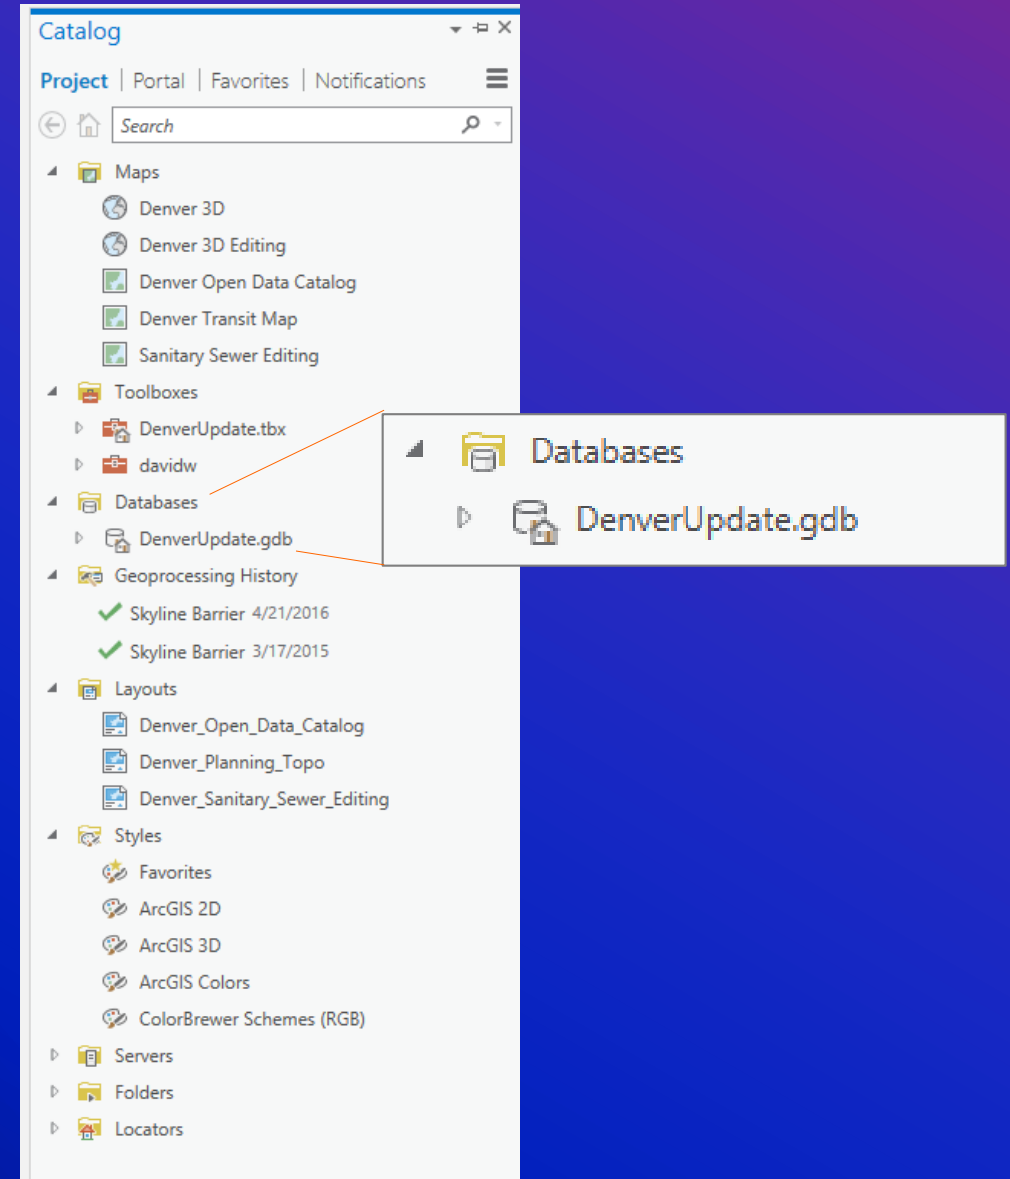 Catalog
Project | Portal | Favorites | Notifications
Search
Maps
Denver 3D
Denver 3D Editing
Denver Open Data Catalog
Denver Transit Map
Sanitary Sewer Editing
Toolboxes
DenverUpdate.tbx
davidw
Databases
DenverUpdate.gdb
Geoprocessing History
Skyline Barrier 4/21/2016
Skyline Barrier 3/17/2015
Layouts
Denver_Open_Data_Catalog
Denver_Planning_Topo
Denver_Sanitary_Sewer_Editing
Styles
Favorites
ArcGIS 2D
ArcGIS 3D
ArcGIS Colors
ColorBrewer Schemes (RGB)
Servers
Folders
Locators
Databases
DenverUpdate.gdb